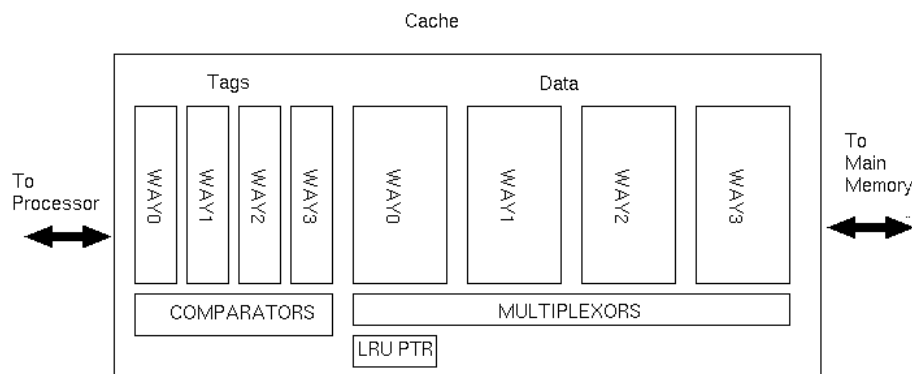 Cache
Tags
Data
WAY0
WAY1
WAY2
WAY3
WAY0
WAY1
WAY2
WAY3
To
Processor
To
Main
Memory
COMPARATORS
MULTIPLEXORS
LRU PTR